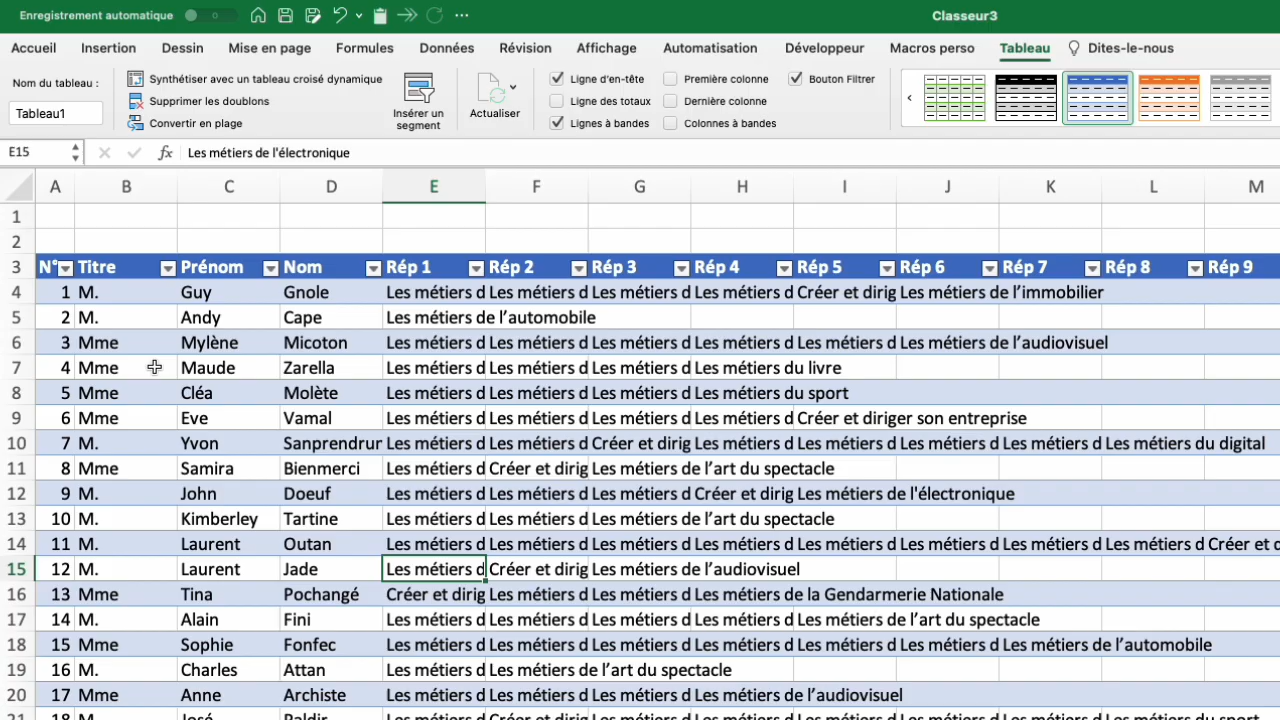 Enregistrement automatique
Classeur3
Accueil Insertion Dessin Mise en page Formules Données Révision Affichage Automatisation Développeur Macros perso Tableau Dites-le-nous
Nom du tableau :
Tableau1
Synthétiser avec un tableau croisé dynamique
Supprimer les doublons
Convertir en plage
Insérer un segment
Actualiser
Ligne d'en-tête Première colonne Bouton Filtrer
Ligne des totaux Dernière colonne
Lignes à bandes Colonnes à bandes
E15 fx Les métiers de l'électronique
A B C D E F G H I J K L M
1
2
3 N° Titre Prénom Nom Rép 1 Rép 2 Rép 3 Rép 4 Rép 5 Rép 6 Rép 7 Rép 8 Rép 9
4 1 M. Guy Gnole Les métiers d Les métiers d Les métiers d Les métiers d Créer et dirig Les métiers de l’immobilier
5 2 M. Andy Cape Les métiers de l’automobile
6 3 Mme Mylène Micoton Les métiers d Les métiers d Les métiers d Les métiers d Les métiers d Les métiers de l’audiovisuel
7 4 Mme Maude Zarella Les métiers d Les métiers d Les métiers d Les métiers du livre
8 5 Mme Cléa Molète Les métiers d Les métiers d Les métiers d Les métiers du sport
9 6 Mme Eve Vamal Les métiers d Les métiers d Les métiers d Les métiers d Créer et diriger son entreprise
10 7 M. Yvon Sanprendrur Les métiers d Les métiers d Créer et dirig Les métiers d Les métiers d Les métiers d Les métiers d Les métiers du digital
11 8 Mme Samira Bienmerci Les métiers d Créer et dirig Les métiers de l’art du spectacle
12 9 M. John Doeuf Les métiers d Les métiers d Les métiers d Créer et dirig Les métiers de l'électronique
13 10 M. Kimberley Tartine Les métiers d Les métiers d Les métiers de l’art du spectacle
14 11 M. Laurent Outan Les métiers d Les métiers d Les métiers d Les métiers d Les métiers d Les métiers d Les métiers d Les métiers d Créer et d
15 12 M. Laurent Jade Les métiers d Créer et dirig Les métiers de l’audiovisuel
16 13 Mme Tina Pochangé Créer et dirig Les métiers d Les métiers d Les métiers de la Gendarmerie Nationale
17 14 M. Alain Fini Les métiers d Les métiers d Les métiers d Les métiers d Les métiers de l’art du spectacle
18 15 Mme Sophie Fonfec Les métiers d Les métiers d Les métiers d Les métiers d Les métiers d Les métiers d Les métiers de l’automobile
19 16 M. Charles Attan Les métiers d Les métiers de l’art du spectacle
20 17 Mme Anne Archiste Les métiers d Les métiers d Les métiers d Les métiers de l’audiovisuel